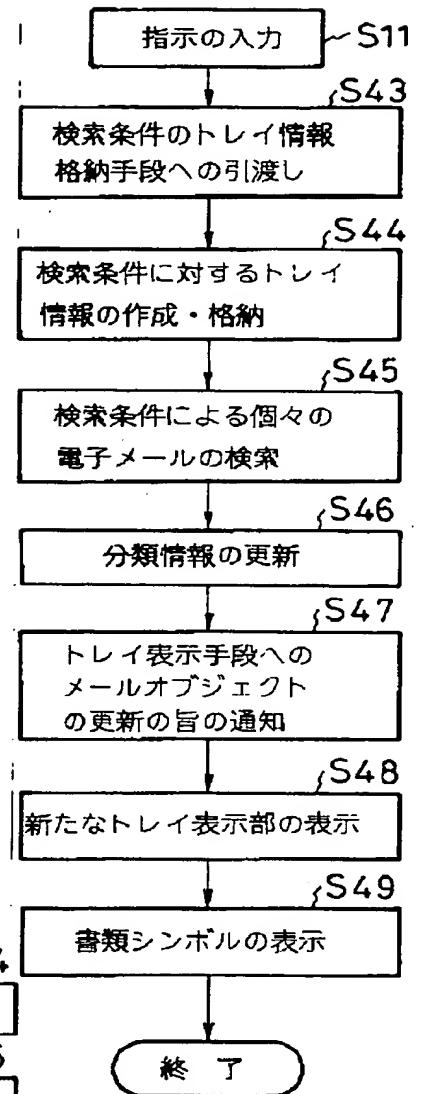 指示の入力 S11
S43
検索条件のトレイ情報
格納手段への引渡し
S44
検索条件に対するトレイ
情報の作成・格納
S45
検索条件による個々の
電子メールの検索
S46
分類情報の更新
S47
トレイ表示手段への
メールオブジェクト
の更新の旨の通知
S48
新たなトレイ表示部の表示
S49
書類シンボルの表示
終了